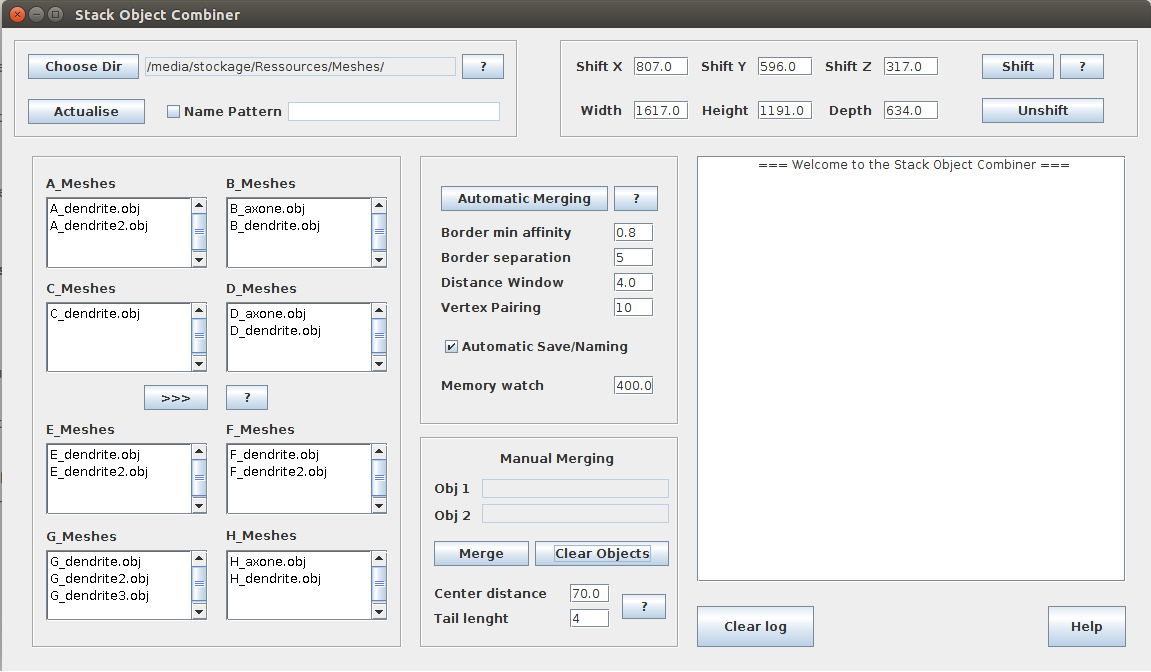 Stack Object Combiner
Choose Dir /media/stockage/Ressources/Meshes/ ?
Actualise Name Pattern
Shift X 807.0 Shift Y 596.0 Shift Z 317.0 Shift ?
Width 1617.0 Height 1191.0 Depth 634.0 Unshift
A_Meshes
A_dendrite.obj
A_dendrite2.obj
B_Meshes
B_axone.obj
B_dendrite.obj
C_Meshes
C_dendrite.obj
D_Meshes
D_axone.obj
D_dendrite.obj
>>> ?
E_Meshes
E_dendrite.obj
E_dendrite2.obj
F_Meshes
F_dendrite.obj
F_dendrite2.obj
G_Meshes
G_dendrite.obj
G_dendrite2.obj
G_dendrite3.obj
H_Meshes
H_axone.obj
H_dendrite.obj
Automatic Merging ?
Border min affinity 0.8
Border separation 5
Distance Window 4.0
Vertex Pairing 10
Automatic Save/Naming
Memory watch 400.0
Manual Merging
Obj 1
Obj 2
Merge Clear Objects
Center distance 70.0
?
Tail lenght 4
=== Welcome to the Stack Object Combiner ===
Clear log Help